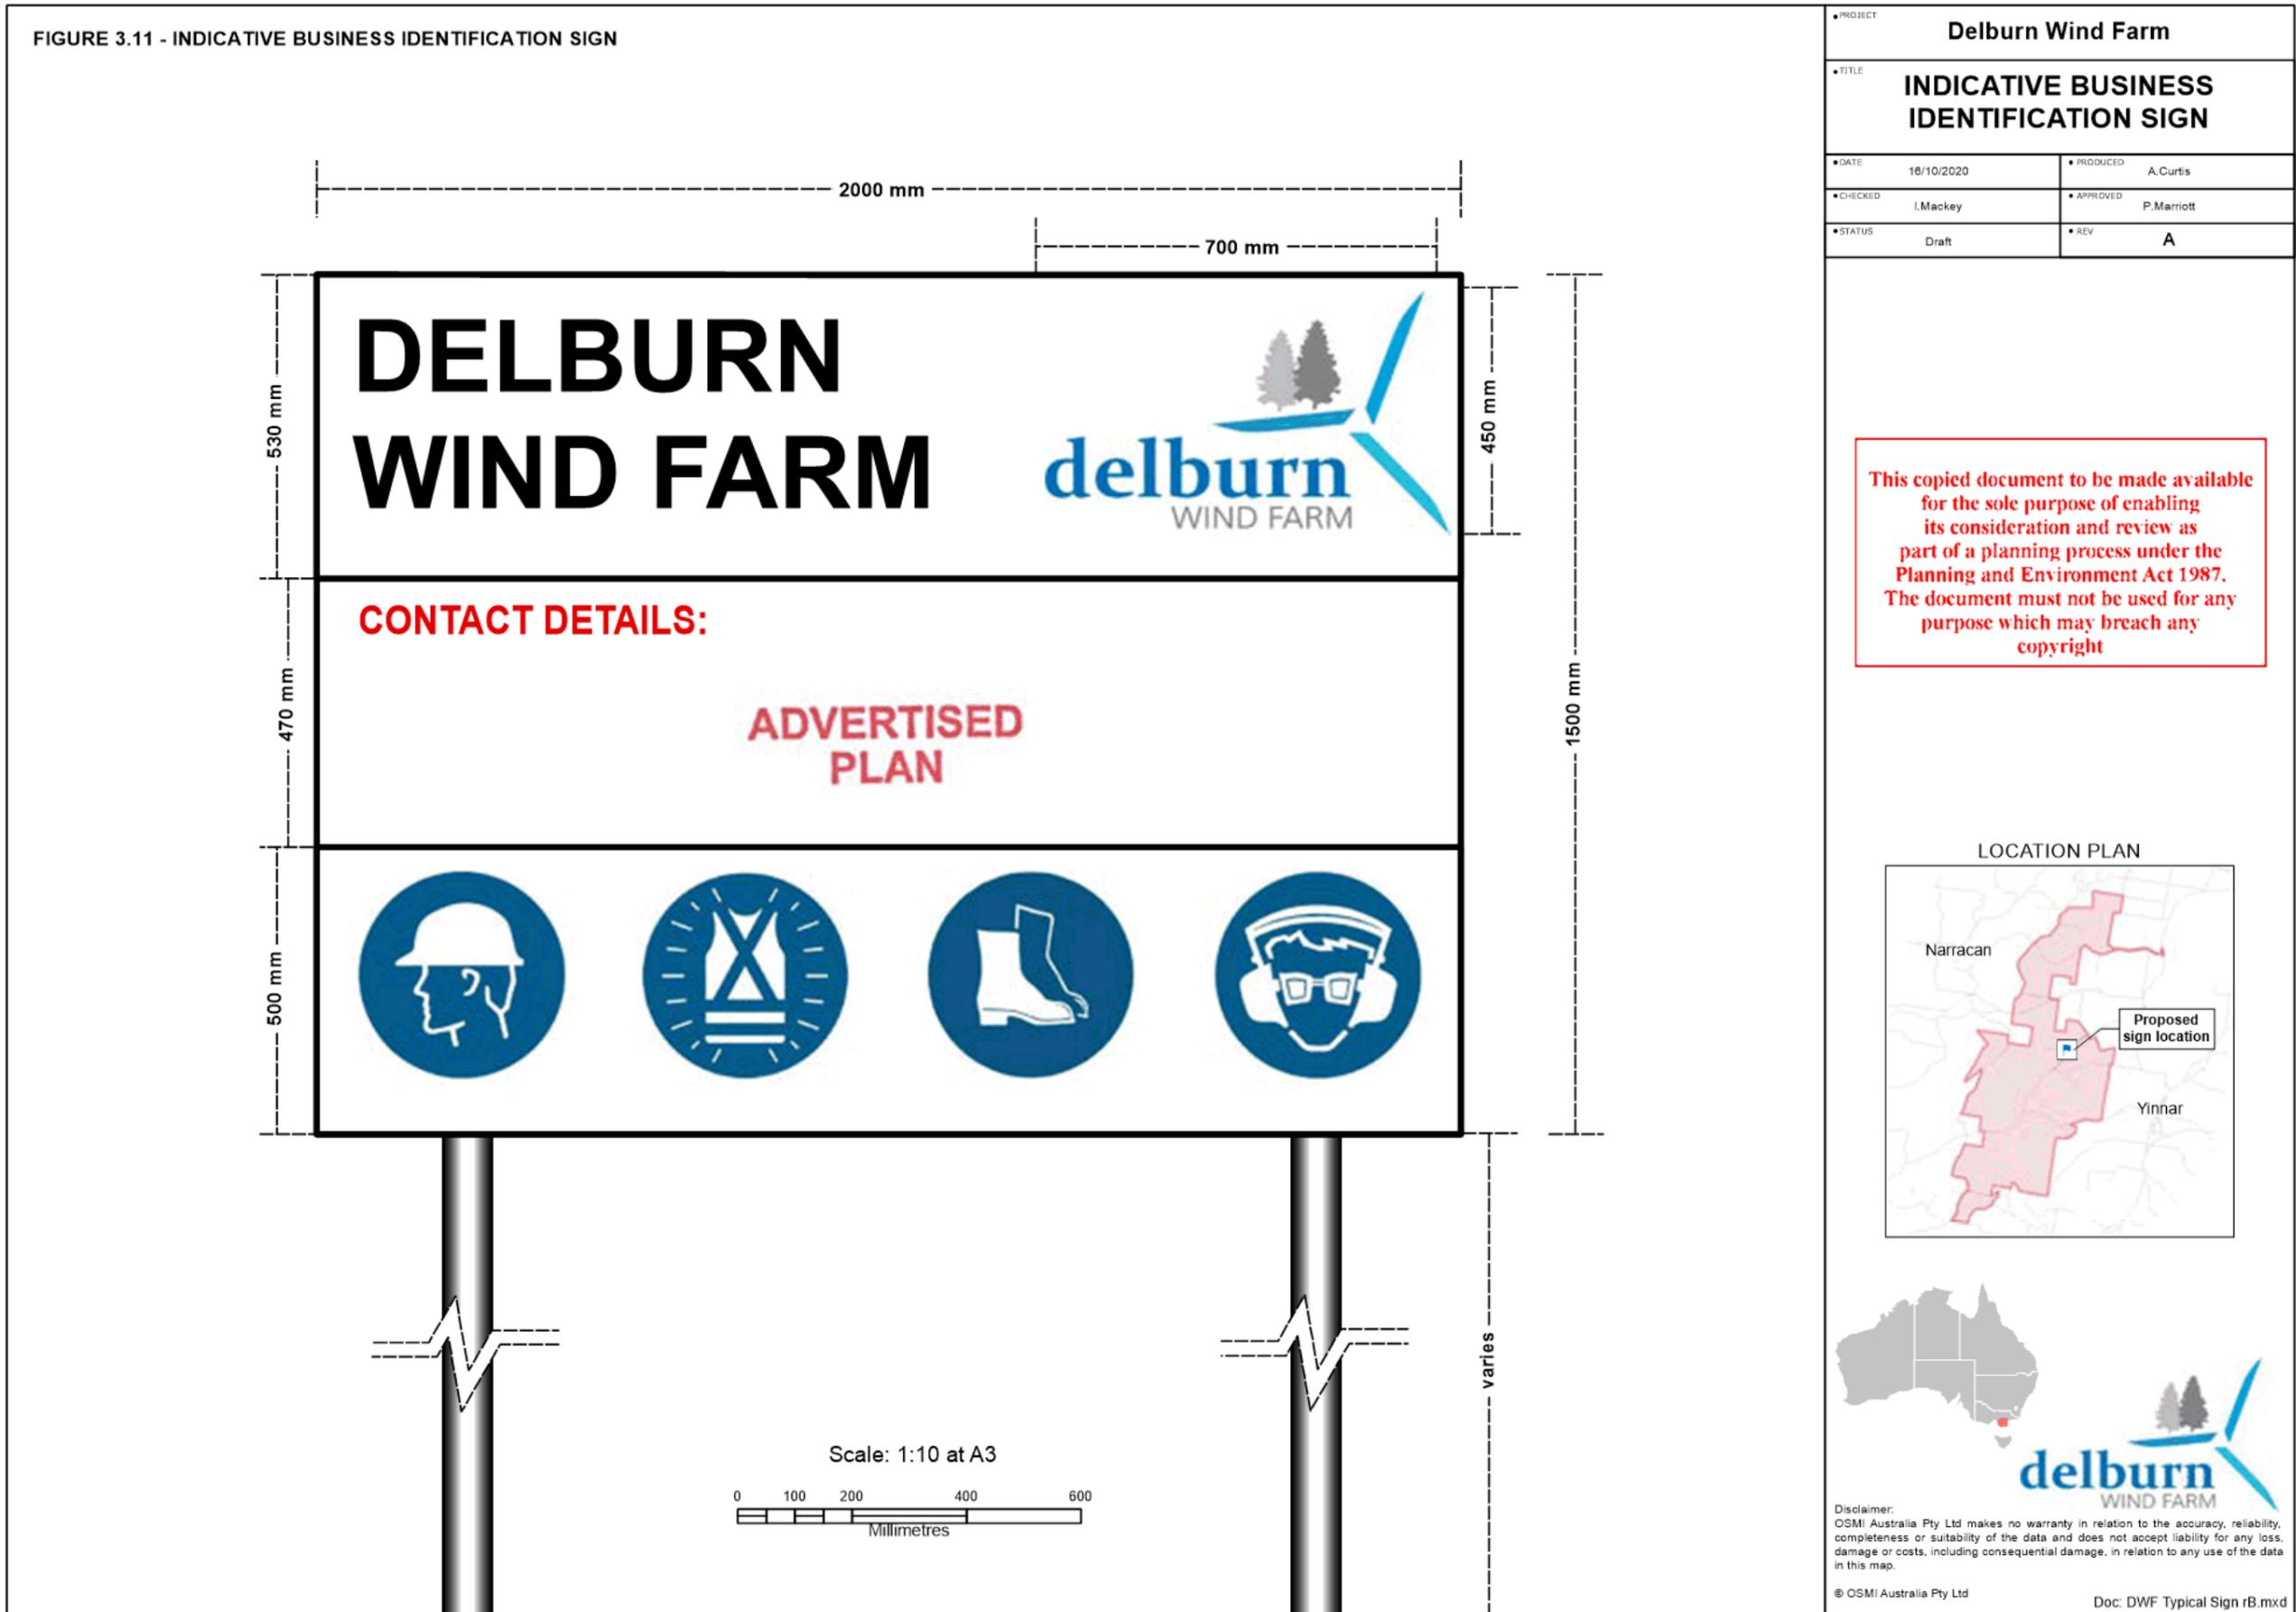 FIGURE 3.11 - INDICATIVE BUSINESS IDENTIFICATION SIGN
2000 mm
700 mm
530 mm
450 mm
1500 mm
DELBURN
WIND FARM
delburn
WIND FARM
470 mm
CONTACT DETAILS:
ADVERTISED
PLAN
500 mm
varies
Scale: 1:10 at A3
0 100 200 400 600
Millimetres
PROJECT
Delburn Wind Farm
TITLE
INDICATIVE BUSINESS
IDENTIFICATION SIGN
DATE
16/10/2020
PRODUCED
A.Curtis
CHECKED
I.Mackey
APPROVED
P.Marriott
STATUS
Draft
REV
A
This copied document to be made available
for the sole purpose of enabling
its consideration and review as
part of a planning process under the
Planning and Environment Act 1987.
The document must not be used for any
purpose which may breach any
copyright
LOCATION PLAN
Narracan
Proposed
sign location
Yinnar
delburn
WIND FARM
Disclaimer:
OSMI Australia Pty Ltd makes no warranty in relation to the accuracy, reliability,
completeness or suitability of the data and does not accept liability for any loss,
damage or costs, including consequential damage, in relation to any use of the data
in this map.
© OSMI Australia Pty Ltd
Doc: DWF Typical Sign rB.mxd